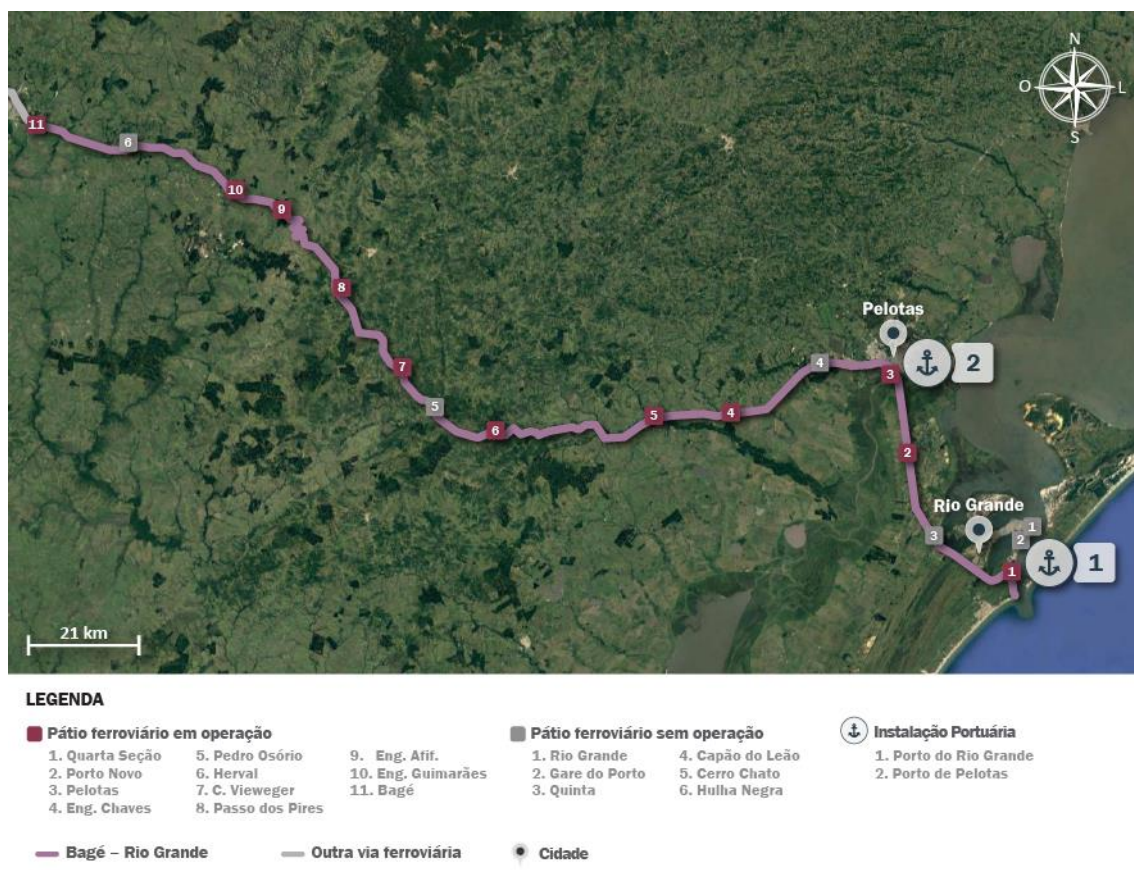 N
O
L
S
11
6
10
9
8
7
5
6
5
4
4
Pelotas
3
2
2
Rio Grande
3
1
2
1
1
21 km
LEGENDA
Pátio ferroviário em operação
1. Quarta Seção
2. Porto Novo
3. Pelotas
4. Eng. Chaves
5. Pedro Osório
6. Herval
7. C. Vieweger
8. Passo dos Pires
9. Eng. Afif.
10. Eng. Guimarães
11. Bagé
Pátio ferroviário sem operação
1. Rio Grande
2. Gare do Porto
3. Quinta
4. Capão do Leão
5. Cerro Chato
6. Hulha Negra
Instalação Portuária
1. Porto do Rio Grande
2. Porto de Pelotas
Bagé – Rio Grande
Outra via ferroviária
Cidade